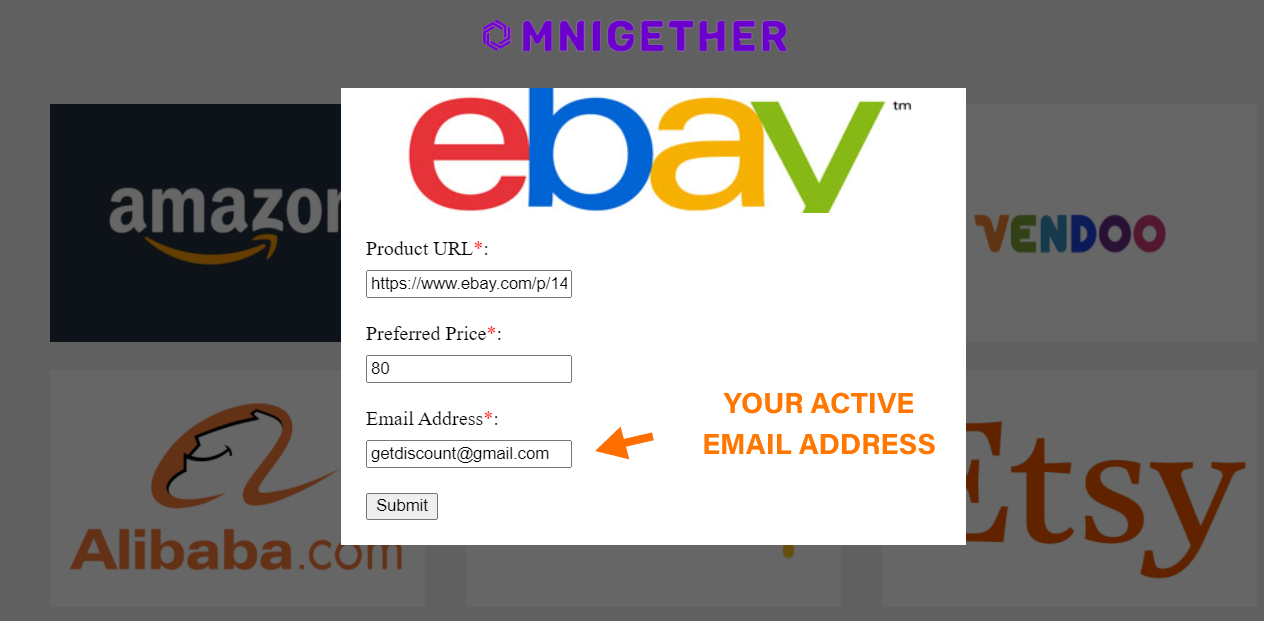 MNIGETHER
amazon
ebay
tm
VENDOO
Product URL*:
https://www.ebay.com/p/14
Preferred Price*:
80
Email Address*:
getdiscount@gmail.com
YOUR ACTIVE
EMAIL ADDRESS
Submit
Alibaba.com
Etsy